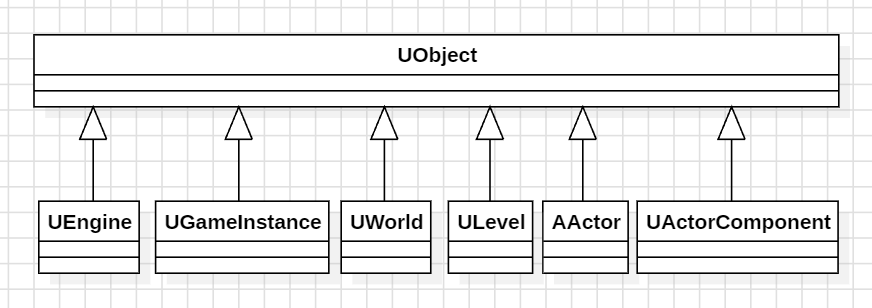 UObject
UEngine
UGameInstance
UWorld
ULevel
AActor
UActorComponent